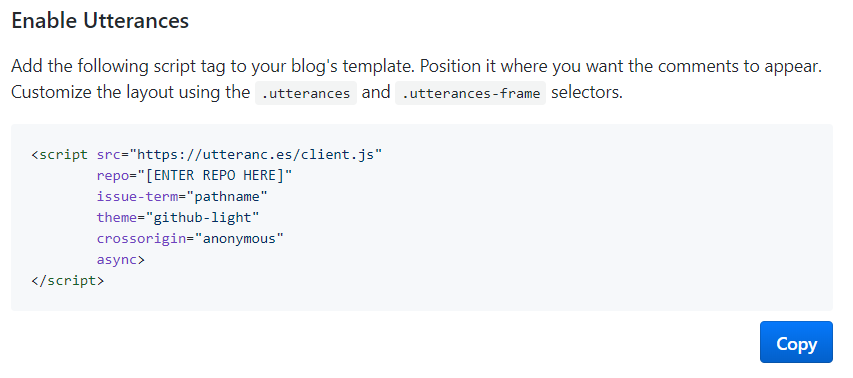 Enable Utterances
Add the following script tag to your blog's template. Position it where you want the comments to appear.
Customize the layout using the .utterances and .utterances-frame selectors.
<script src="https://utteranc.es/client.js"
        repo="[ENTER REPO HERE]"
        issue-term="pathname"
        theme="github-light"
        crossorigin="anonymous"
        async>
</script>
Copy